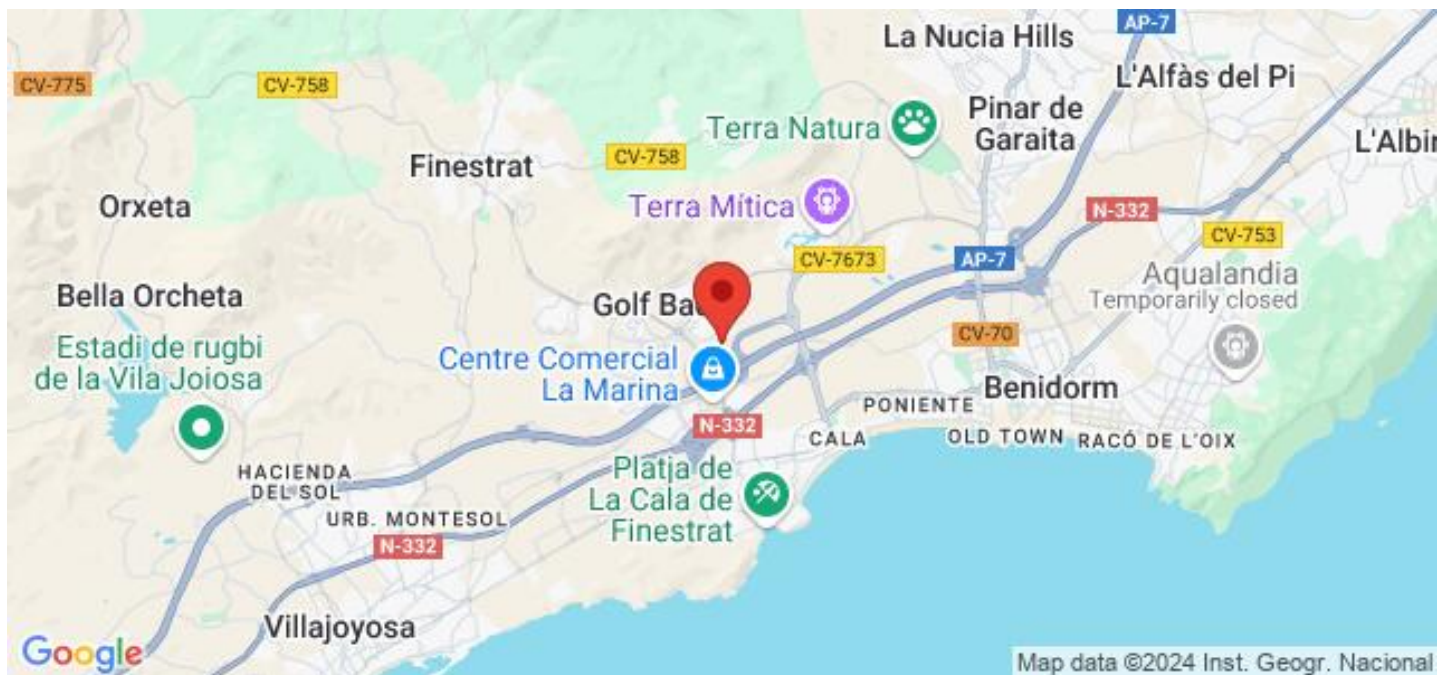 AP-7
La Nucia Hills
L'Alfàs del Pi
CV-775
CV-758
Pinar de
Garaita
Terra Natura
L'Albir
Finestrat
CV-758
Orxeta
Terra Mítica
N-332
CV-753
CV-7673
AP-7
Aqualandia
Temporarily closed
Bella Orcheta
Golf Ba
Estadi de rugbi
de la Vila Joiosa
Centre Comercial
La Marina
CV-70
Benidorm
PONIENTE
N-332
CALA
OLD TOWN
RACÓ DE L'OIX
HACIENDA
DEL SOL
Platja de
La Cala de
Finestrat
URB. MONTESOL
N-332
Villajoyosa
Google
Map data ©2024 Inst. Geogr. Nacional